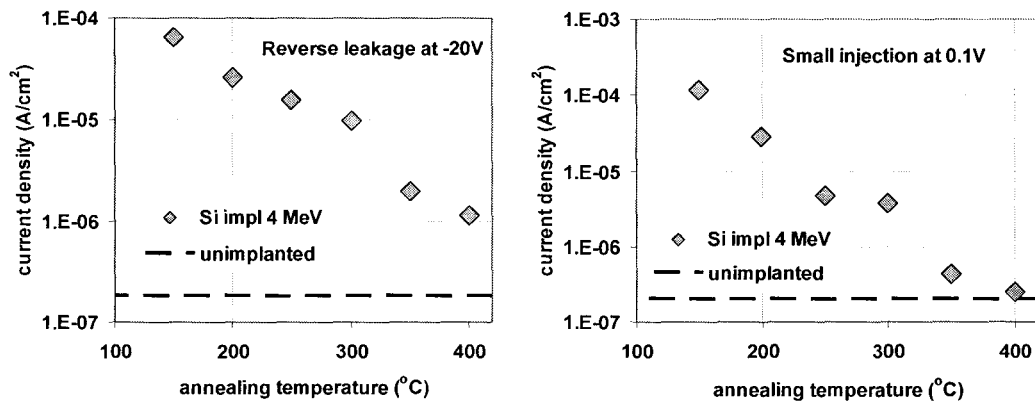 1.E-04
Reverse leakage at -20V
1.E-05
1.E-06
Si impl 4 MeV
unimplanted
1.E-07
100 200 300 400
annealing temperature (°C)
current density (A/cm²)
1.E-03
Small injection at 0.1V
1.E-04
1.E-05
1.E-06
Si impl 4 MeV
unimplanted
1.E-07
100 200 300 400
annealing temperature (°C)
current density (A/cm²)